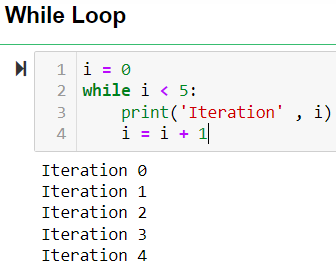 While Loop
1 i = 0
2 while i < 5:
3     print('Iteration' , i)
4     i = i + 1
Iteration 0
Iteration 1
Iteration 2
Iteration 3
Iteration 4